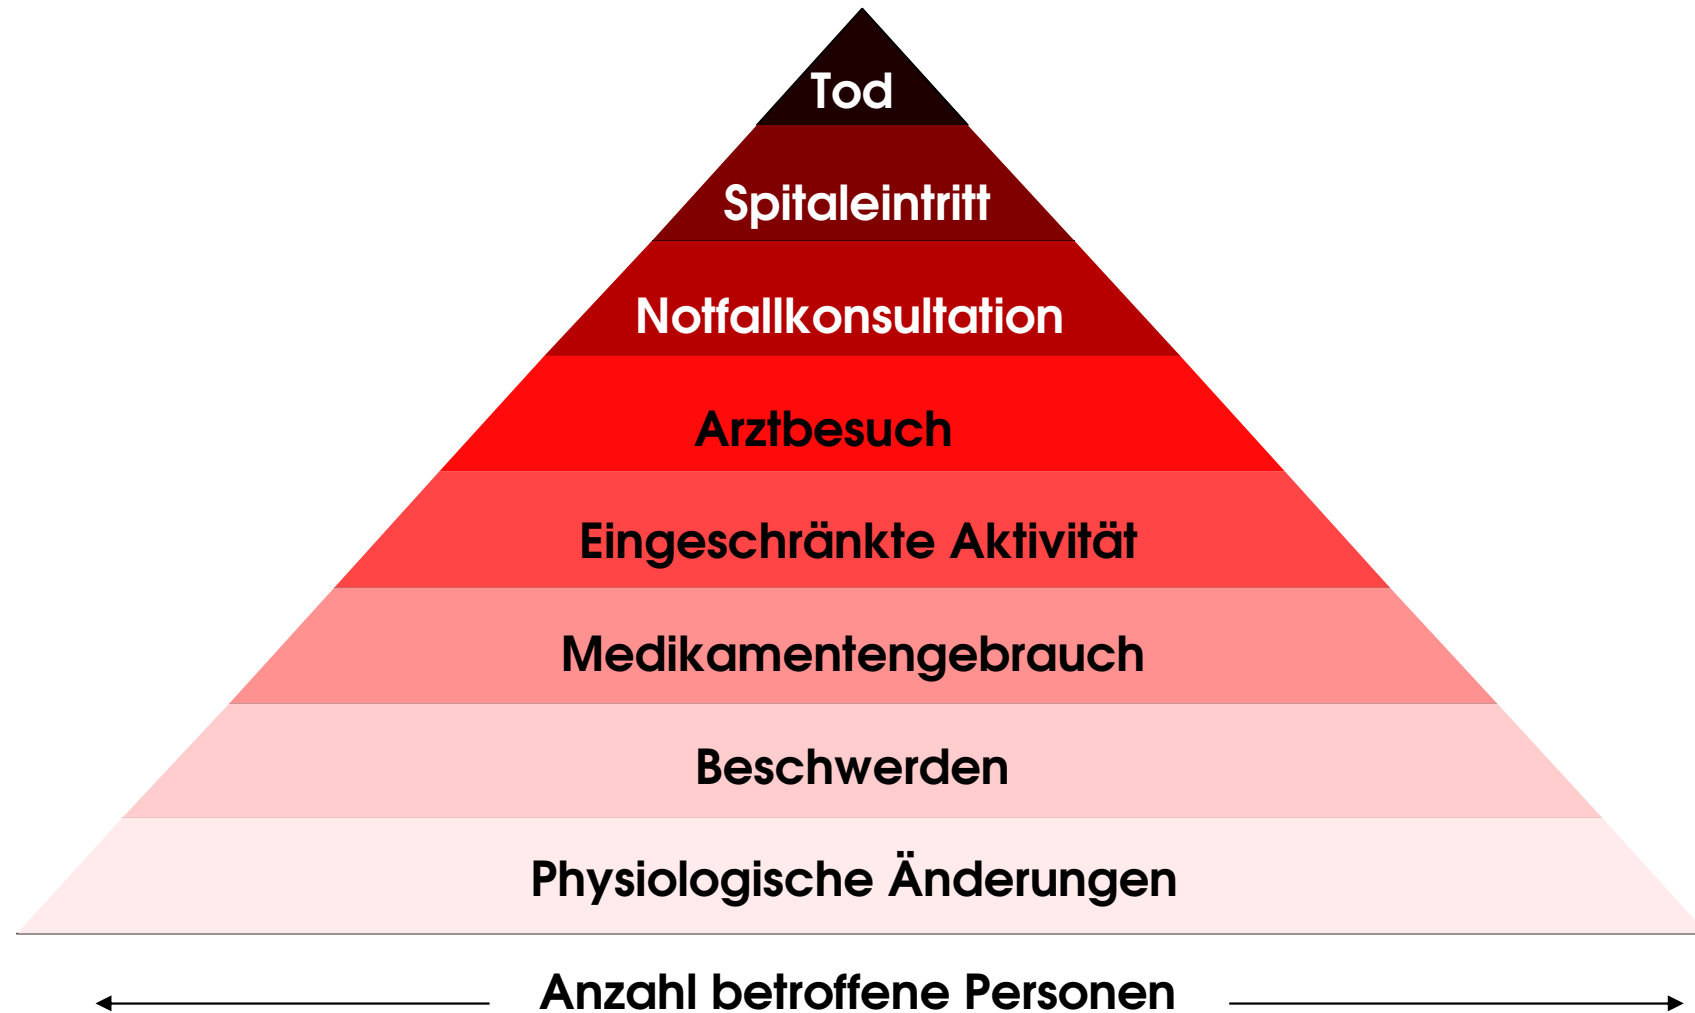 Tod
Spitaleintritt
Notfallkonsultation
Arztbesuch
Eingeschränkte Aktivität
Medikamentengebrauch
Beschwerden
Physiologische Änderungen
Anzahl betroffene Personen